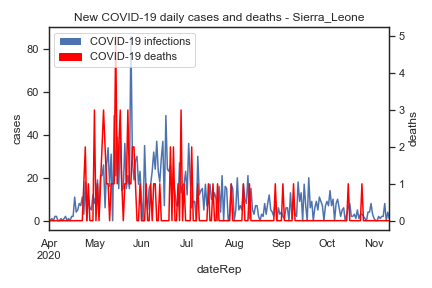 New COVID-19 daily cases and deaths - Sierra_Leone
COVID-19 infections
COVID-19 deaths
80
60
40
20
0
cases
5
4
3
2
1
0
deaths
Apr May Jun Jul Aug Sep Oct Nov
2020
dateRep